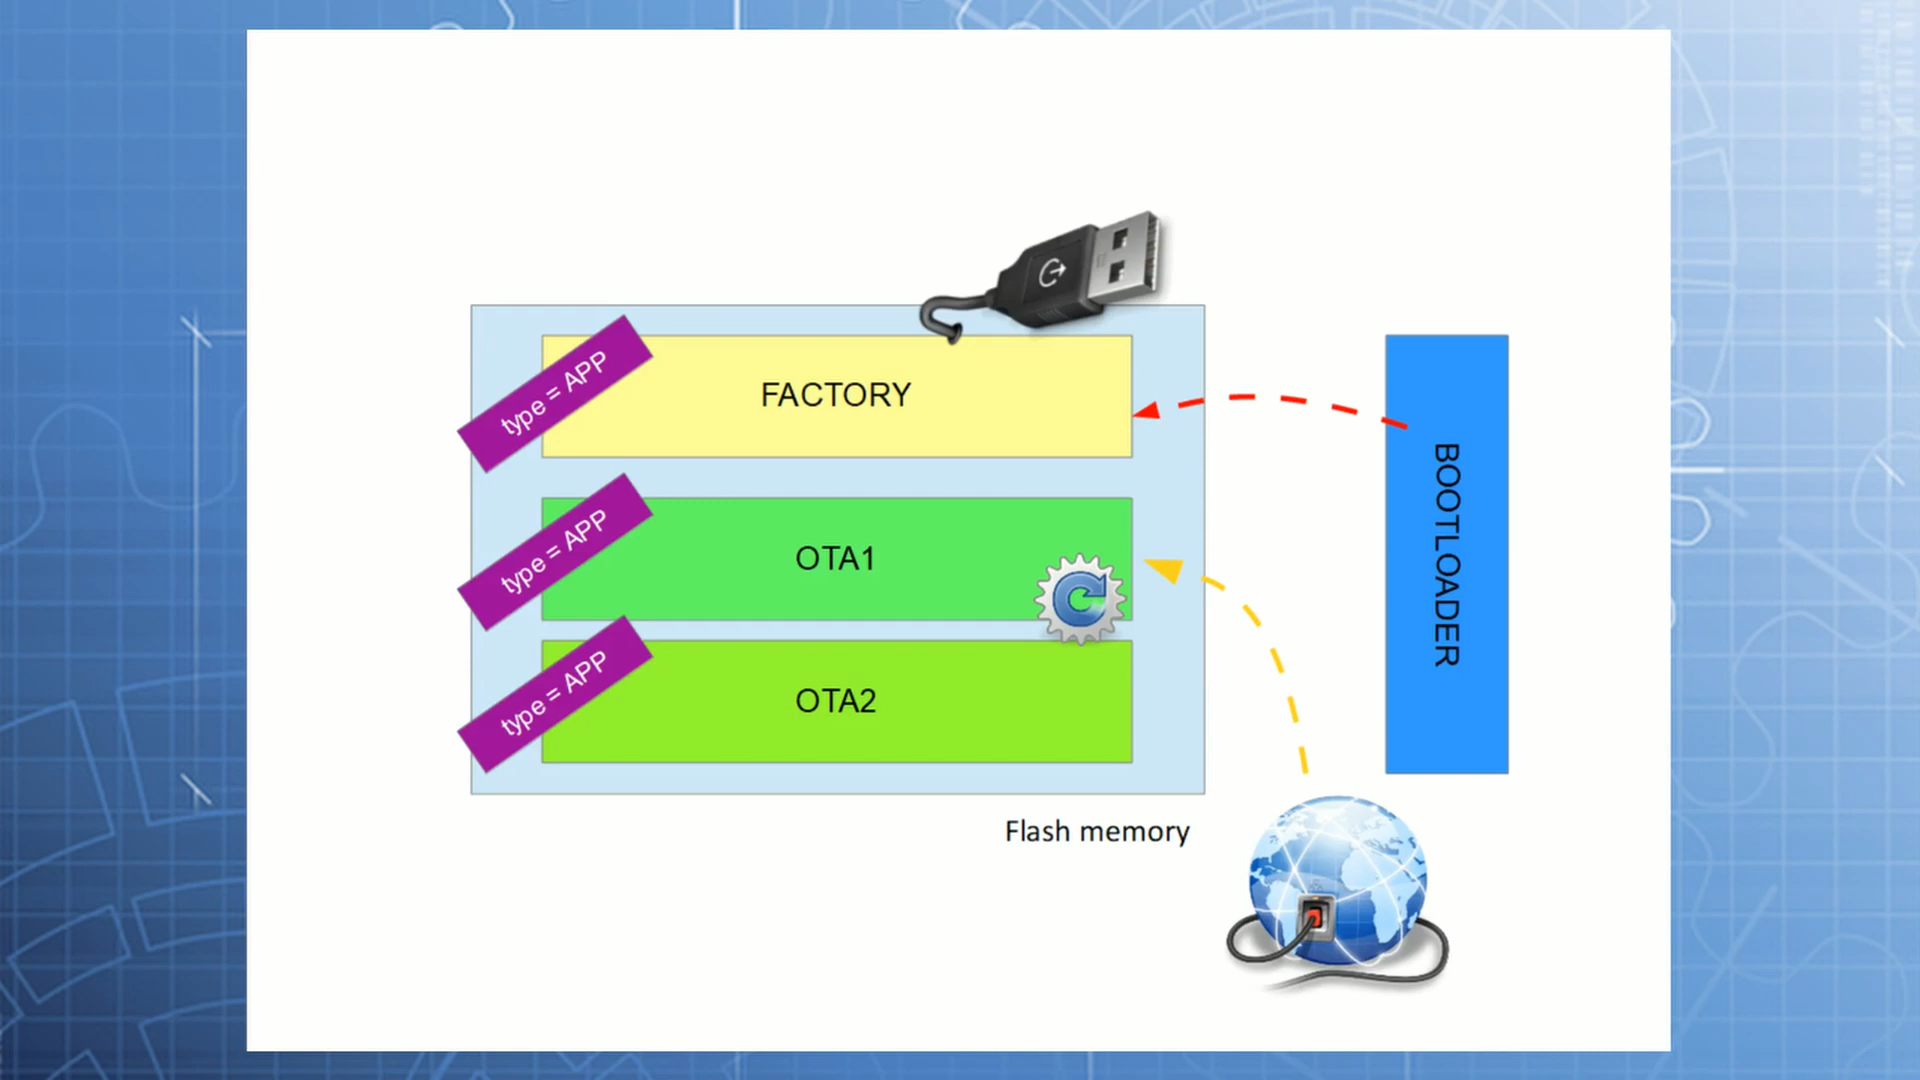 type = APP
FACTORY
type = APP
OTA1
type = APP
OTA2
BOOTLOADER
Flash memory